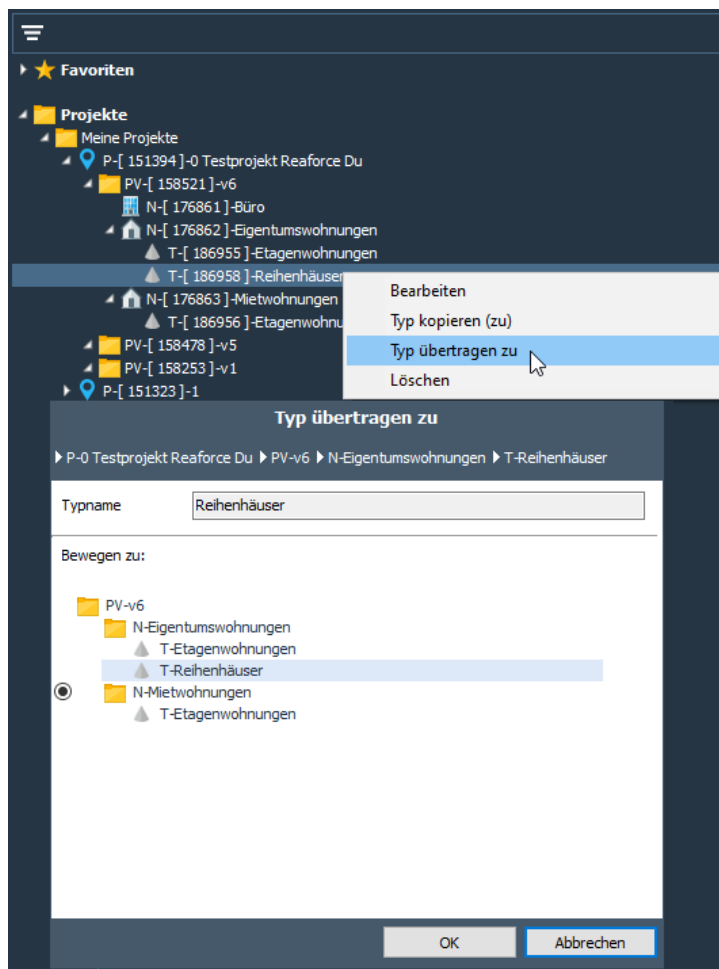 Favoriten
Projekte
Meine Projekte
P-[ 151394 ]-0 Testprojekt Reaforce Du
PV-[ 158521 ]-v6
N-[ 176861 ]-Büro
N-[ 176862 ]-Eigentumswohnungen
T-[ 186955 ]-Etagenwohnungen
T-[ 186958 ]-Reihenhäuser
N-[ 176863 ]-Mietwohnungen
T-[ 186956 ]-Etagenwohnu
PV-[ 158478 ]-v5
PV-[ 158253 ]-v1
P-[ 151323 ]-1
Bearbeiten
Typ kopieren (zu)
Typ übertragen zu
Löschen
Typ übertragen zu
P-0 Testprojekt Reaforce Du PV-v6 N-Eigentumswohnungen T-Reihenhäuser
Typname Reihenhäuser
Bewegen zu:
PV-v6
N-Eigentumswohnungen
T-Etagenwohnungen
T-Reihenhäuser
N-Mietwohnungen
T-Etagenwohnungen
OK Abbrechen